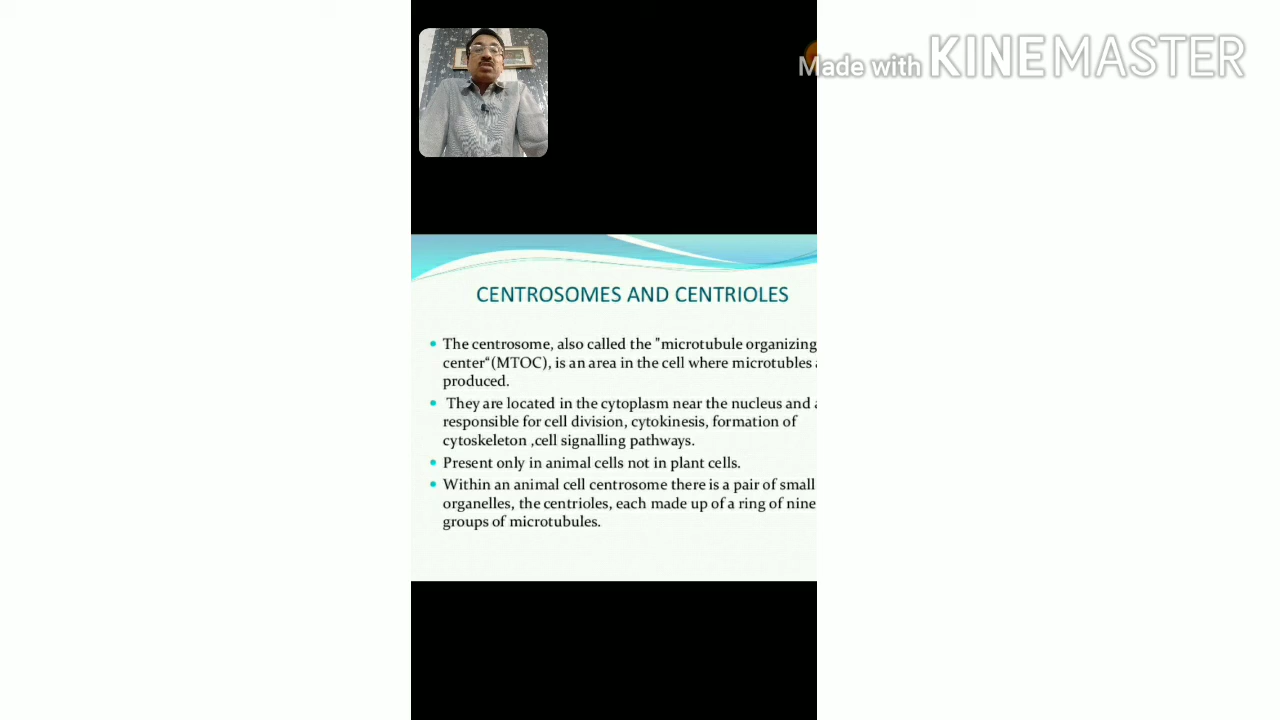 Made with KINEMASTER
CENTROSOMES AND CENTRIOLES
• The centrosome, also called the "microtubule organizing
center“(MTOC), is an area in the cell where microtubles
produced.
• They are located in the cytoplasm near the nucleus and
responsible for cell division, cytokinesis, formation of
cytoskeleton ,cell signalling pathways.
• Present only in animal cells not in plant cells.
• Within an animal cell centrosome there is a pair of small
organelles, the centrioles, each made up of a ring of nine
groups of microtubules.